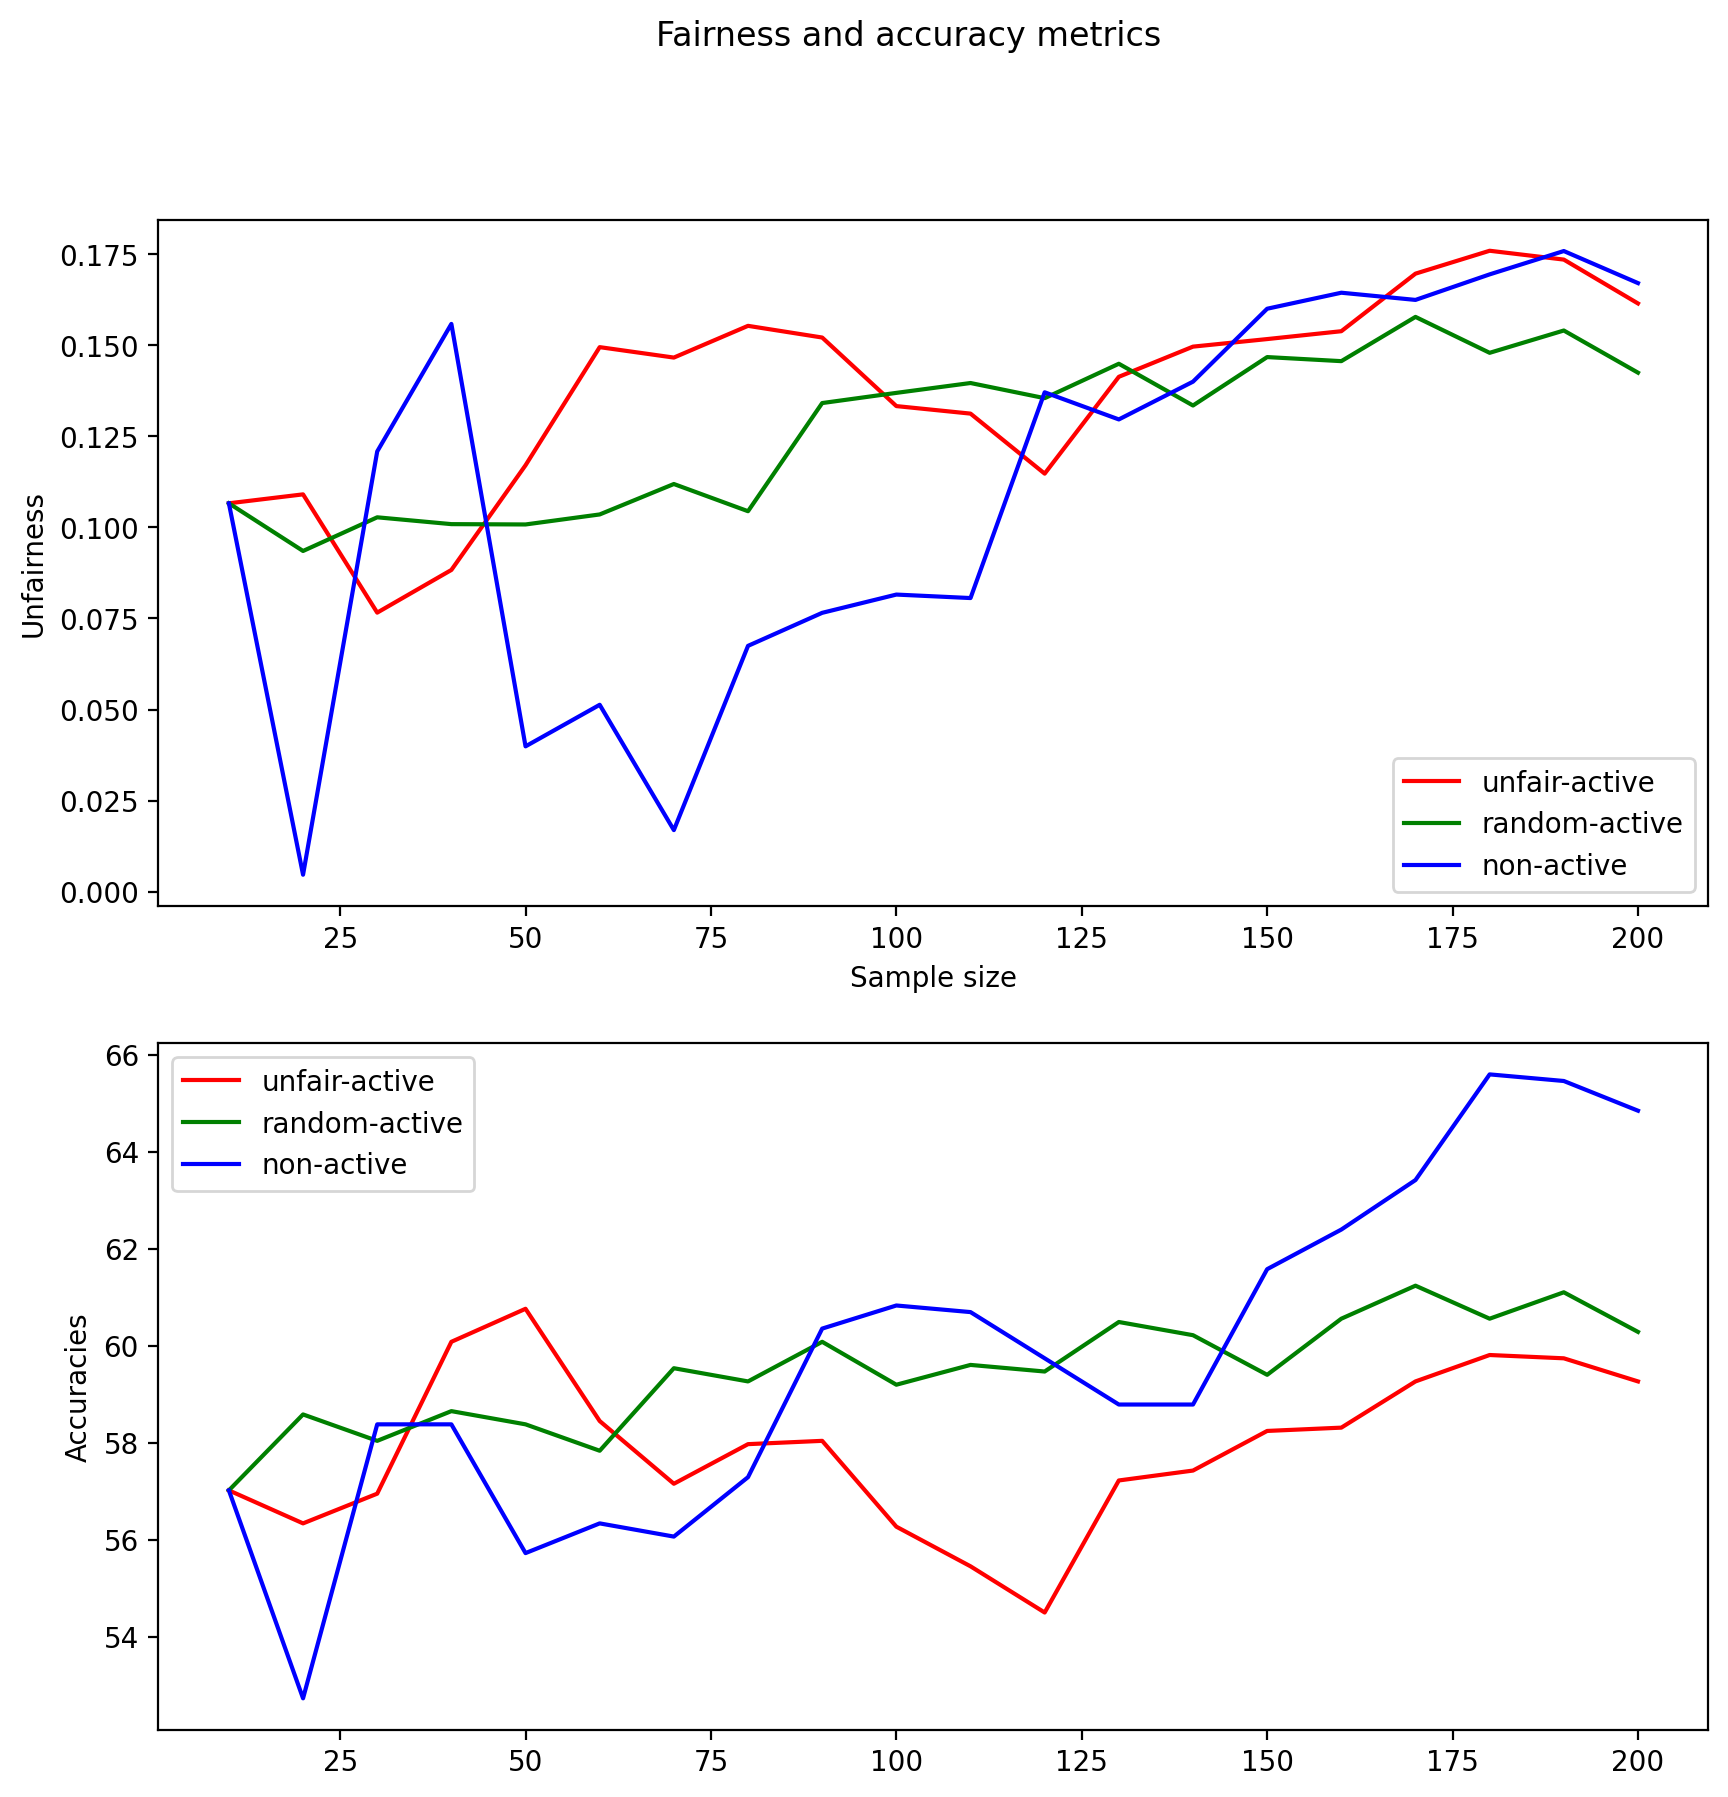 Fairness and accuracy metrics
0.175
0.150
0.125
0.100
0.075
0.050
0.025
0.000
Unfairness
unfair-active
random-active
non-active
25 50 75 100 125 150 175 200
Sample size
66
64
62
60
58
56
54
Accuracies
unfair-active
random-active
non-active
25 50 75 100 125 150 175 200